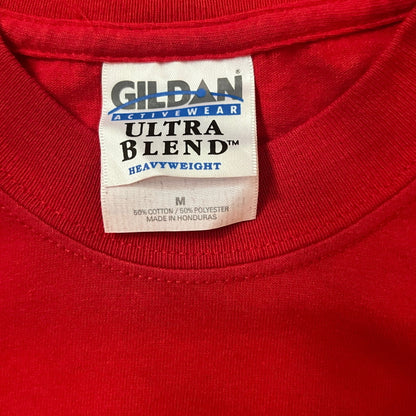 GILDAN®
ACTIVEWEAR
ULTRA
BLEND™
HEAVYWEIGHT
M
50% COTTON / 50% POLYESTER
MADE IN HONDURAS